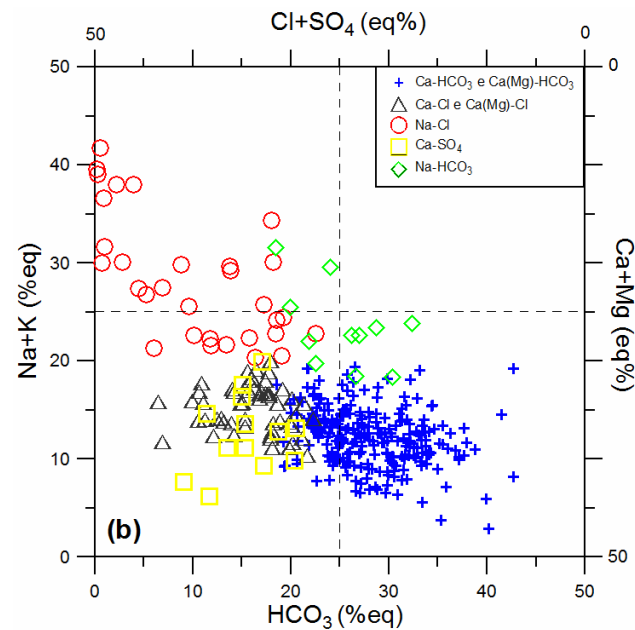 Cl+SO₄ (eq%)
50 0
50 0
Ca-HCO₃ e Ca(Mg)-HCO₃
Ca-Cl e Ca(Mg)-Cl
Na-Cl
Ca-SO₄
Na-HCO₃
40
30
Na+K (%eq)
Ca+Mg (%eq)
20
10
(b)
0 50
0 10 20 30 40 50
HCO₃ (%eq)